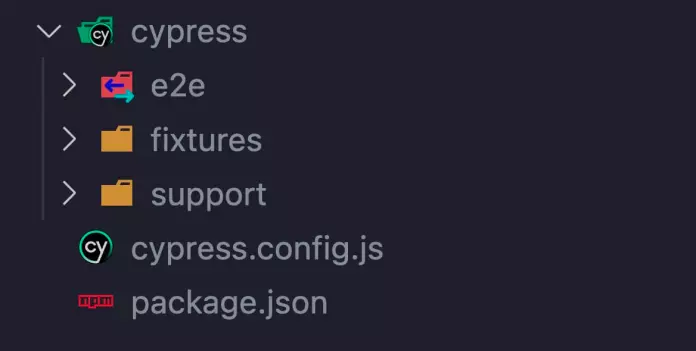 cypress
e2e
fixtures
support
cypress.config.js
package.json